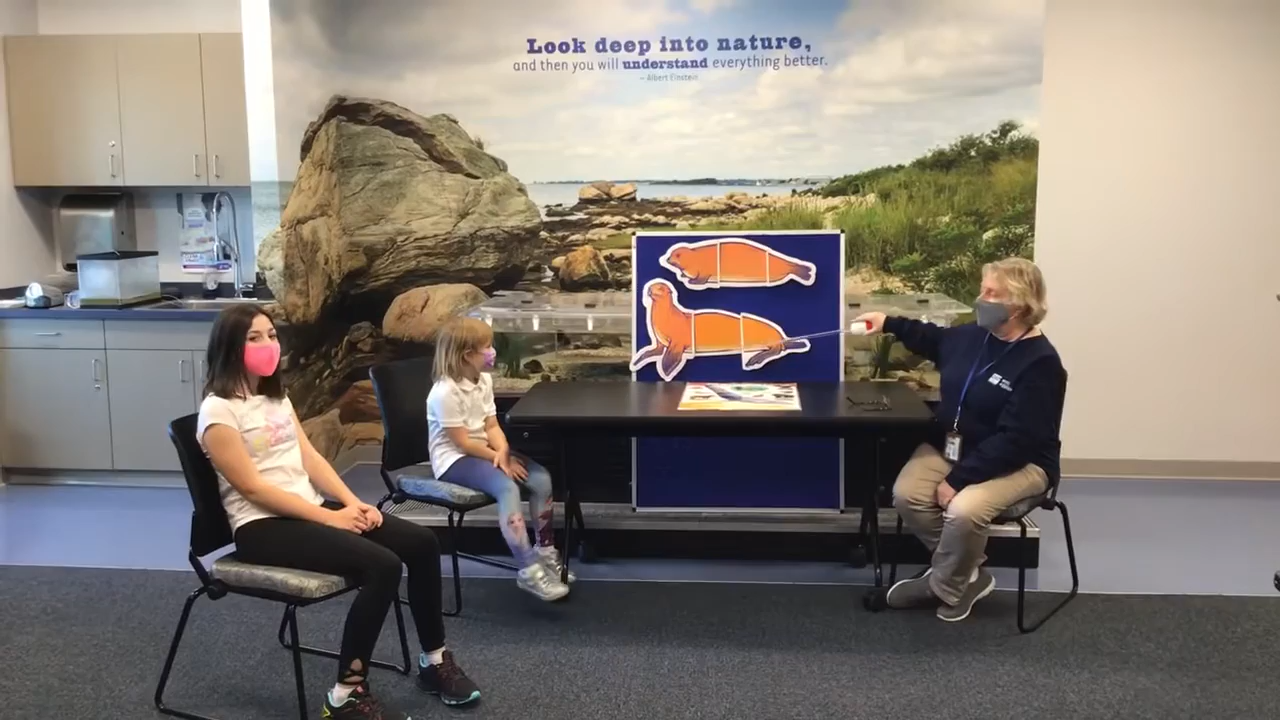 Look deep into nature,
and then you will understand everything better.
– Albert Einstein